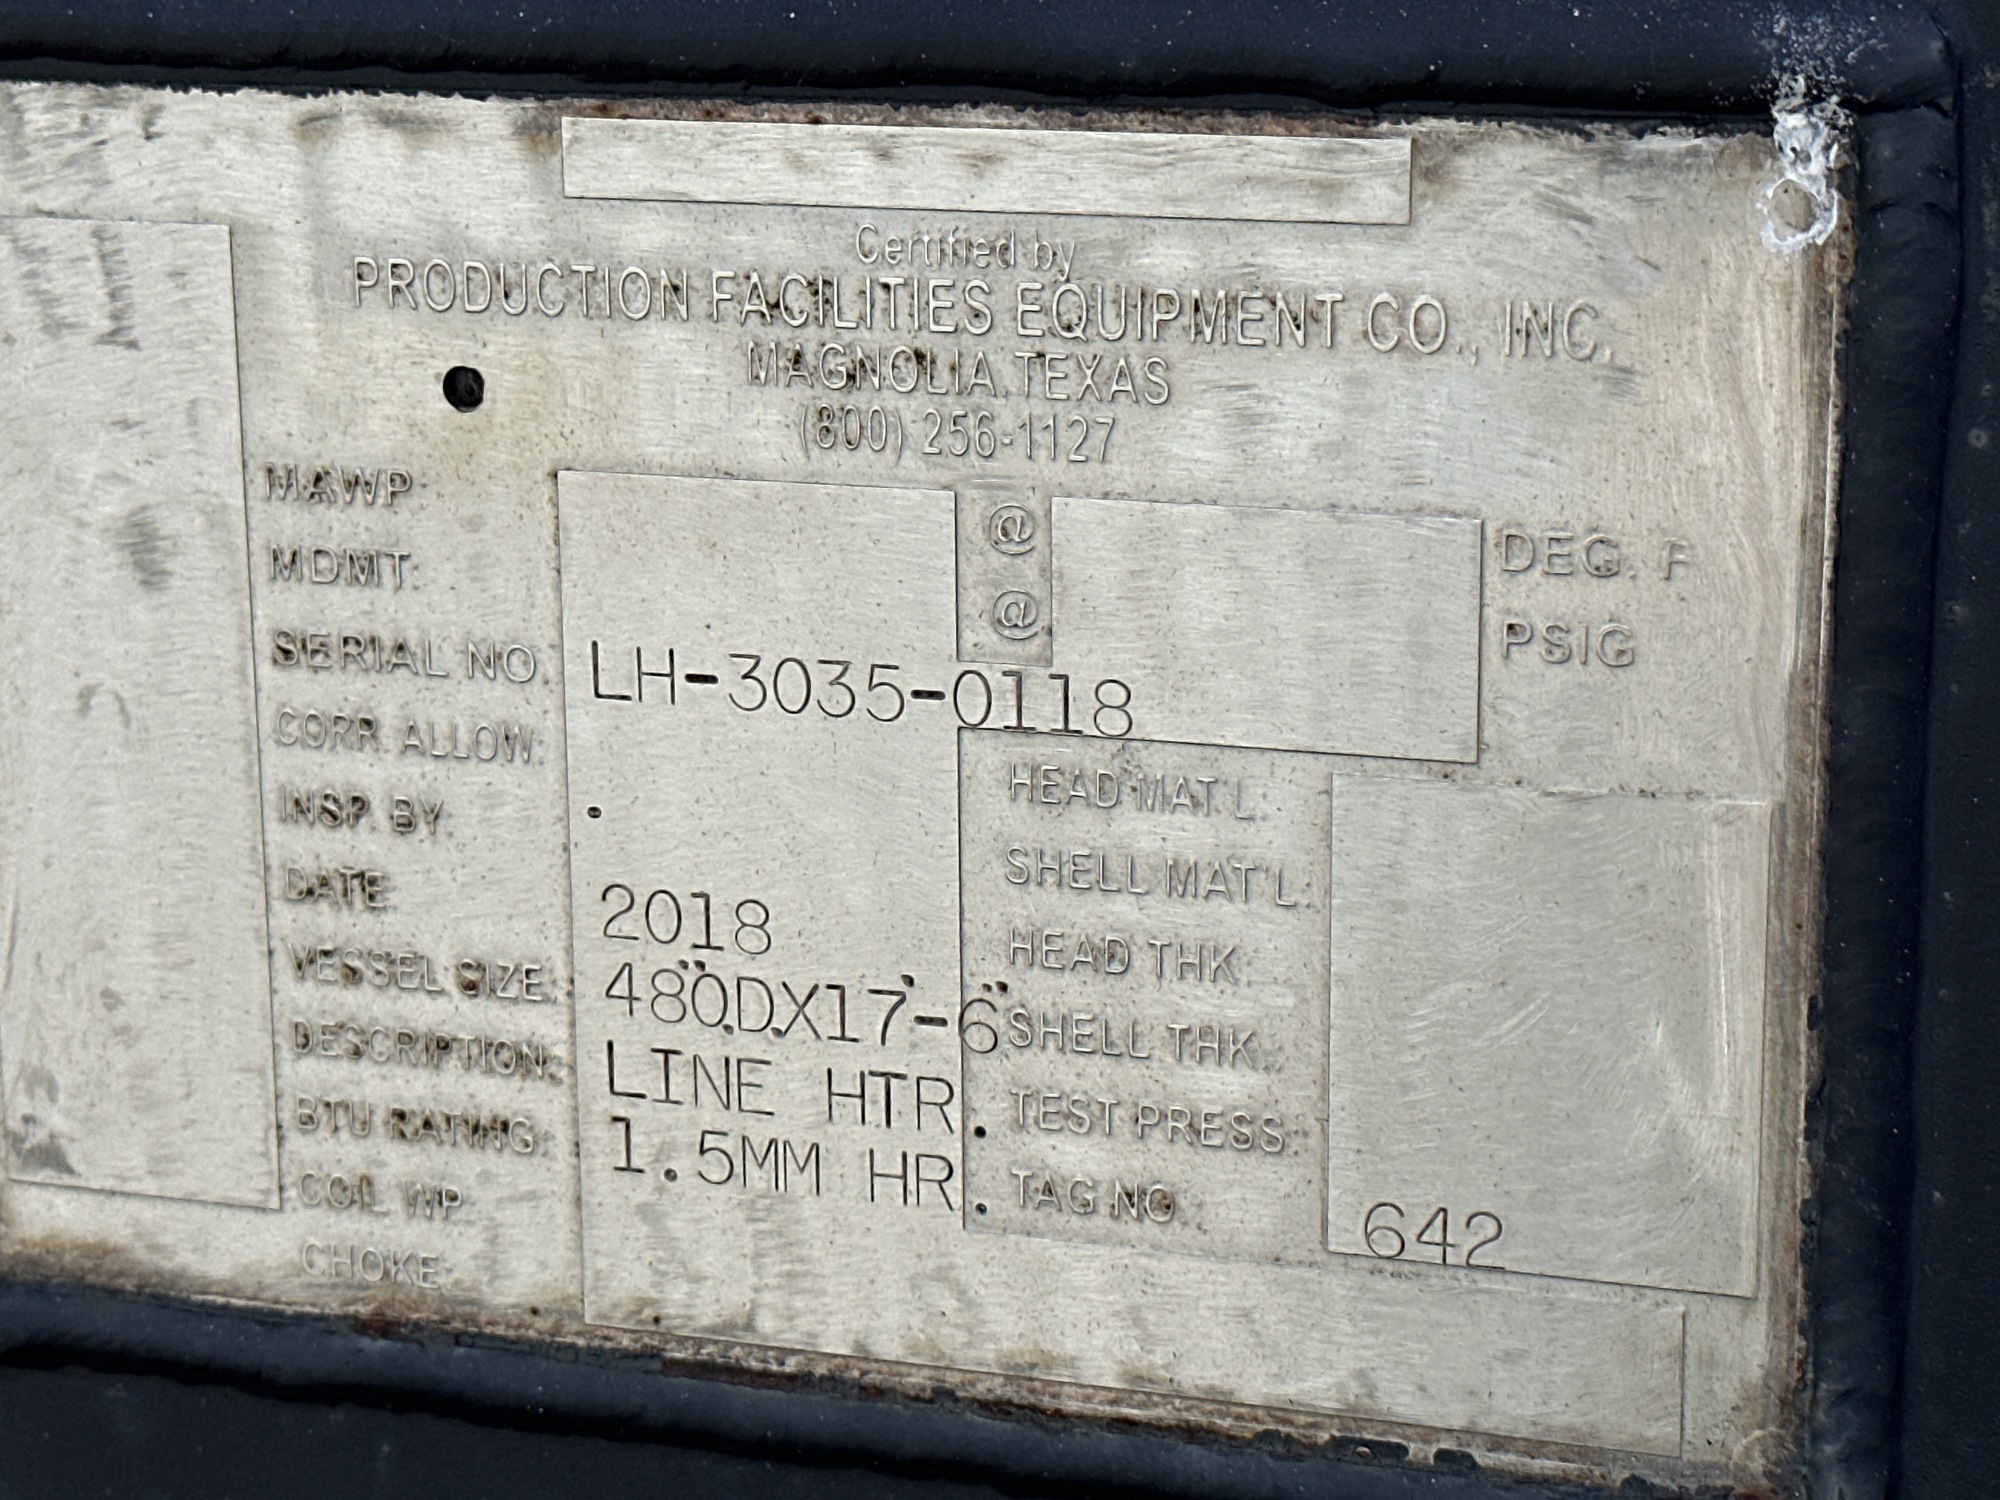 Certified by
PRODUCTION FACILITIES EQUIPMENT CO., INC.
MAGNOLIA, TEXAS
(800) 256-1127
MAWP: @ DEG. F
MDMT: @ PSIG
SERIAL NO.: LH-3035-0118
CORR. ALLOW.:
HEAD MAT'L:
INSP. BY: .
SHELL MAT'L:
DATE: 2018
HEAD THK:
VESSEL SIZE: 48"O.D.X17'-6"
SHELL THK.:
DESCRIPTION: LINE HTR.
TEST PRESS:
BTU RATING: 1.5MM HR.
TAG NO.: 642
COIL WP:
CHOKE: